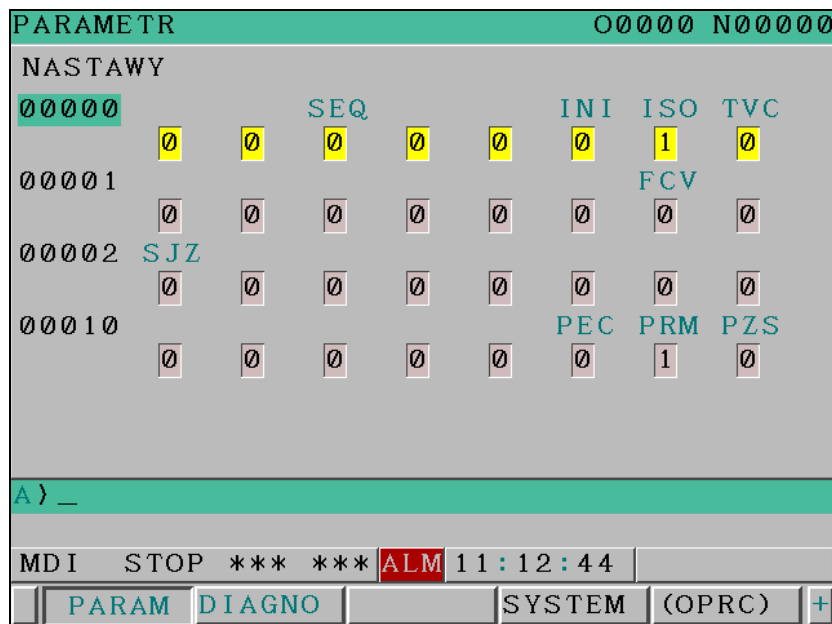 PARAMETR O0000 N00000
NASTAWY
00000 SEQ INI ISO TVC
0 0 0 0 0 0 1 0
00001 FCV
0 0 0 0 0 0 0 0
00002 SJZ
0 0 0 0 0 0 0 0
00010 PEC PRM PZS
0 0 0 0 0 0 1 0
A)_
MDI STOP *** *** ALM 11:12:44
PARAM DIAGNO SYSTEM (OPRC) +